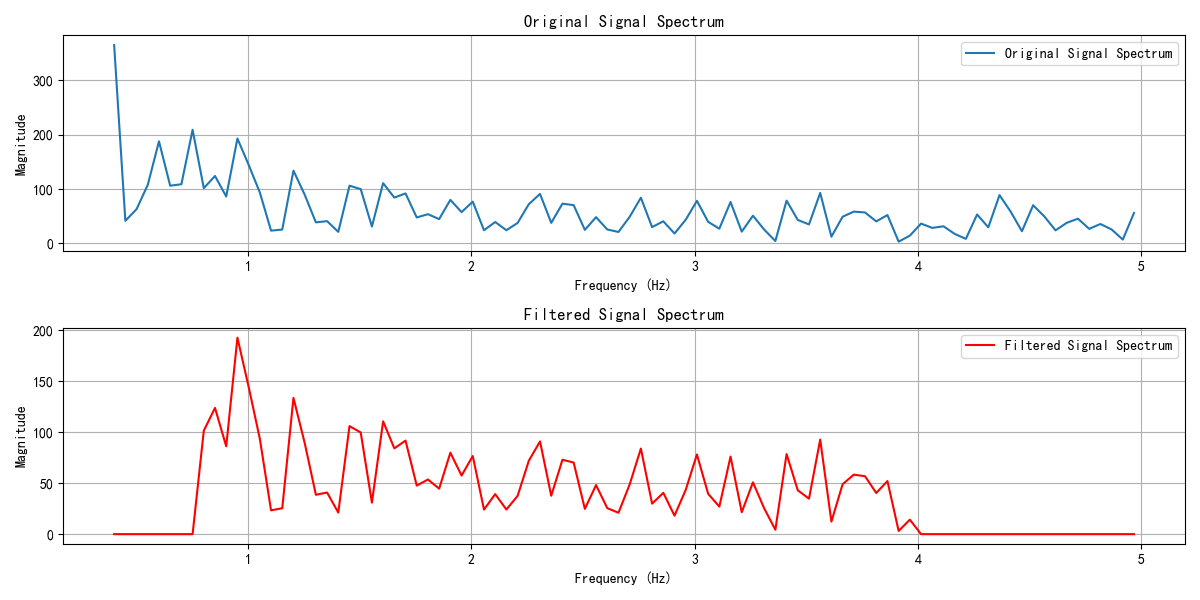 Original Signal Spectrum
Original Signal Spectrum
Magnitude
300
200
100
0
1 2 3 4 5
Frequency (Hz)
Filtered Signal Spectrum
Filtered Signal Spectrum
Magnitude
200
150
100
50
0
1 2 3 4 5
Frequency (Hz)